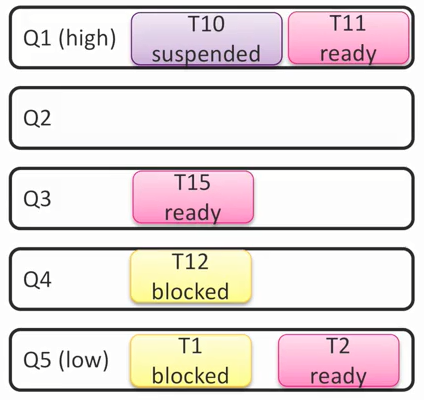 Q1 (high)
T10
suspended
T11
ready
Q2
Q3
T15
ready
Q4
T12
blocked
Q5 (low)
T1
blocked
T2
ready